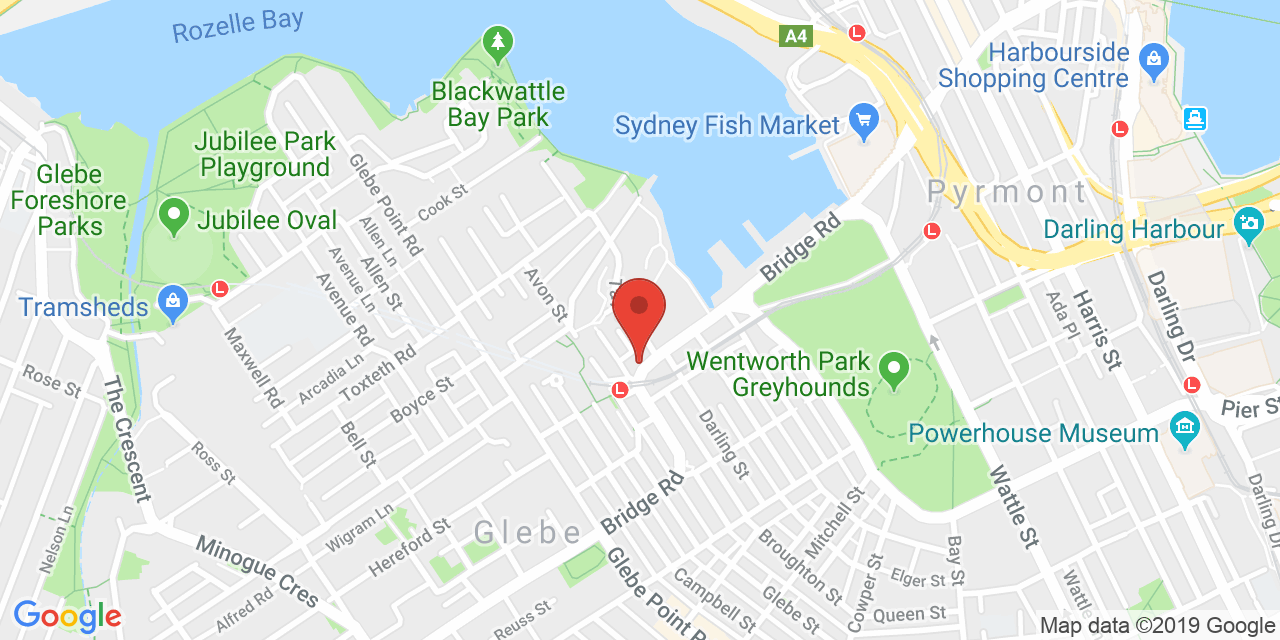 Rozelle Bay
A4
Harbourside
Shopping Centre
Blackwattle
Bay Park
Sydney Fish Market
Jubilee Park
Playground
Glebe
Foreshore
Parks
Glebe Point Rd
Cook St
Pyrmont
Jubilee Oval
Allen Ln
Darling Harbour
Bridge Rd
Avenue Ln
Allen St
Avenue Rd
Avon St
Tramsheds
Ada Pl
Harris St
Darling Dr
Maxwell Rd
Arcadia Ln
Toxteth Rd
Wentworth Park
Greyhounds
Rose St
The Crescent
Boyce St
Pier St
Darling St
Powerhouse Museum
Bell St
Ross St
Wattle St
Bridge Rd
Mitchell St
Darling Dr
Nelson Ln
Wigram Ln
Hereford St
Glebe
Minogue Cres
Broughton St
Bay St
Glebe Point R
Campbell St
Glebe St
Cowper St
Elger St
Queen St
Wattle
Alfred Rd
Reuss St
Google
Map data ©2019 Google